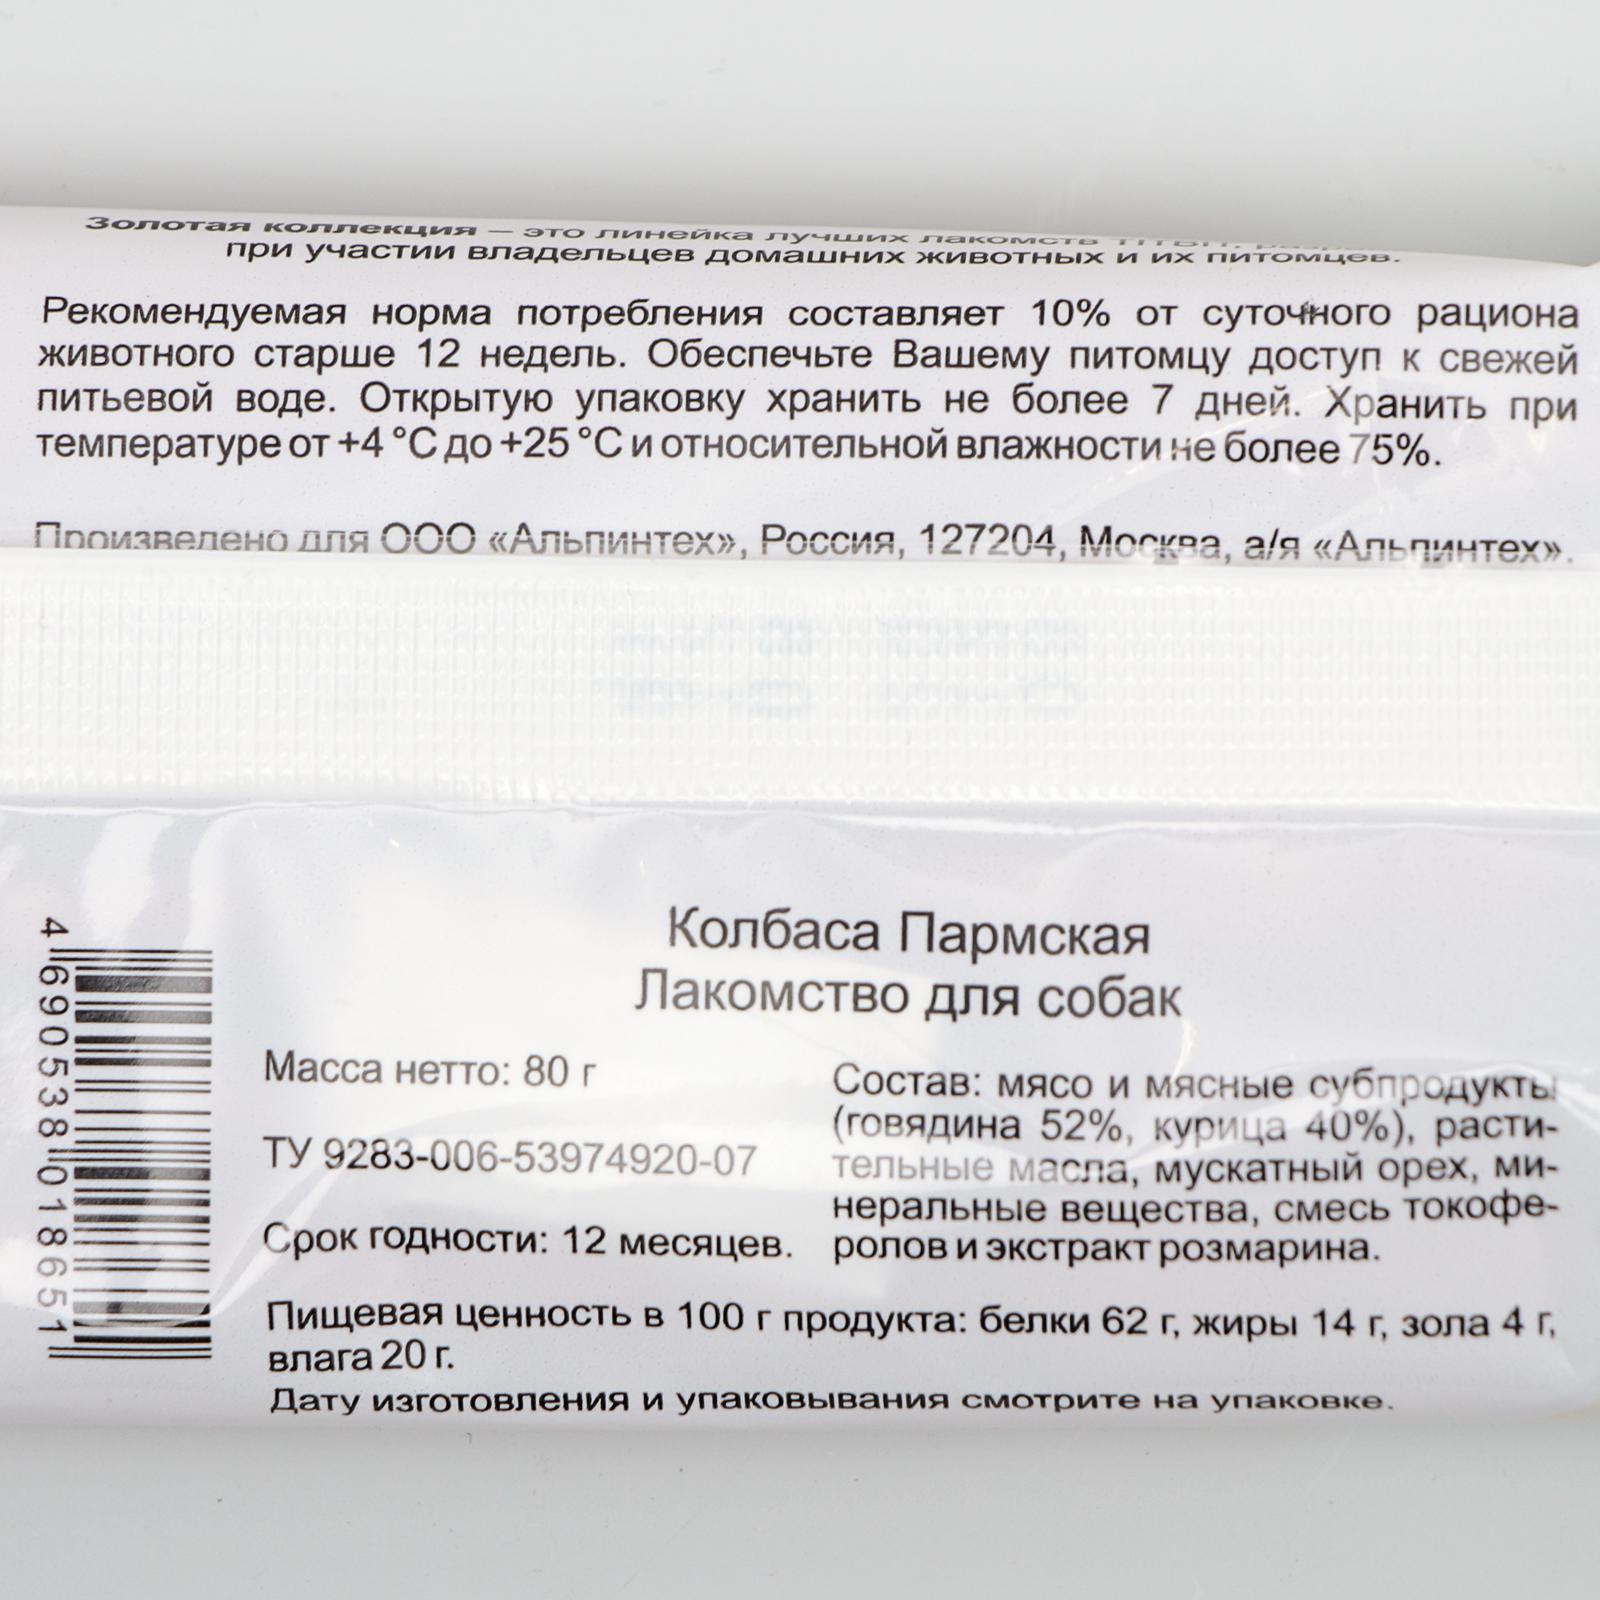 Золотая коллекция – это линейка лучших лакомств
при участии владельцев домашних животных и их питомцев.
Рекомендуемая норма потребления составляет 10% от суточного рациона
животного старше 12 недель. Обеспечьте Вашему питомцу доступ к свежей
питьевой воде. Открытую упаковку хранить не более 7 дней. Хранить при
температуре от +4 °С до +25 °С и относительной влажности не более 75%.
Произведено для ООО «Альпинтех», Россия, 127204, Москва, а/я «Альпинтех».
Колбаса Пармская
Лакомство для собак
Масса нетто: 80 г
ТУ 9283-006-53974920-07
Срок годности: 12 месяцев.
Состав: мясо и мясные субпродукты
(говядина 52%, курица 40%), расти-
тельные масла, мускатный орех, ми-
неральные вещества, смесь токофе-
ролов и экстракт розмарина.
Пищевая ценность в 100 г продукта: белки 62 г, жиры 14 г, зола 4 г,
влага 20 г.
Дату изготовления и упаковывания смотрите на упаковке.
4 690538 018651